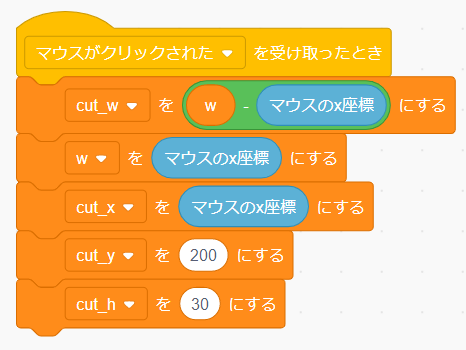 マウスがクリックされた を受け取ったとき
cut_w を w - マウスのx座標 にする
w を マウスのx座標 にする
cut_x を マウスのx座標 にする
cut_y を 200 にする
cut_h を 30 にする